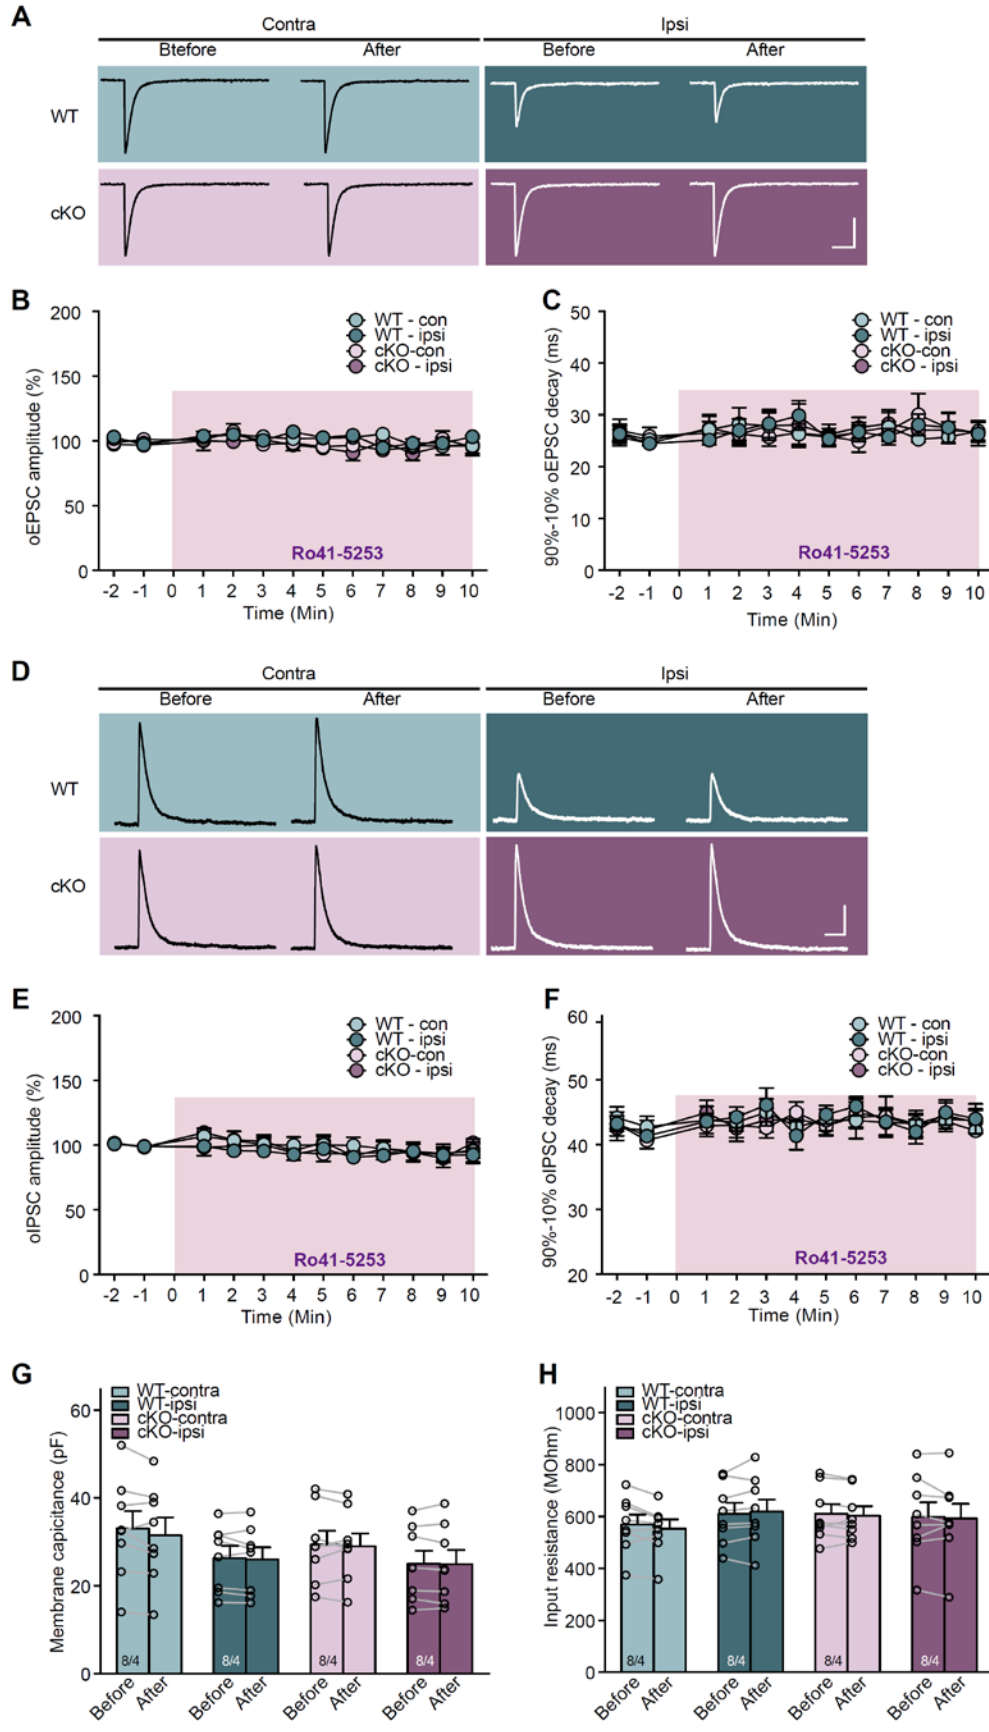 A
Contra
Ipsi
Btefore
After
Before
After
WT
cKO
B
oEPSC amplitude (%)
200
150
100
50
0
WT - con
WT - ipsi
cKO-con
cKO - ipsi
Ro41-5253
-2 -1 0 1 2 3 4 5 6 7 8 9 10
Time (Min)
C
90%-10% oEPSC decay (ms)
50
40
30
20
10
0
WT - con
WT - ipsi
cKO-con
cKO - ipsi
Ro41-5253
-2 -1 0 1 2 3 4 5 6 7 8 9 10
Time (Min)
D
Contra
Ipsi
Before
After
Before
After
WT
cKO
E
oIPSC amplitude (%)
200
150
100
50
0
WT - con
WT - ipsi
cKO-con
cKO - ipsi
Ro41-5253
-2 -1 0 1 2 3 4 5 6 7 8 9 10
Time (Min)
F
90%-10% oIPSC decay (ms)
60
50
40
40
20
WT - con
WT - ipsi
cKO-con
cKO - ipsi
Ro41-5253
-2 -1 0 1 2 3 4 5 6 7 8 9 10
Time (Min)
G
Membrane capicitance (pF)
60
40
20
0
WT-contra
WT-ipsi
cKO-contra
cKO-ipsi
8/4
8/4
8/4
8/4
Before
After
Before
After
Before
After
Before
After
H
Input resistance (MOhm)
1000
800
600
400
200
0
WT-contra
WT-ipsi
cKO-contra
cKO-ipsi
8/4
8/4
8/4
8/4
Before
After
Before
After
Before
After
Before
After